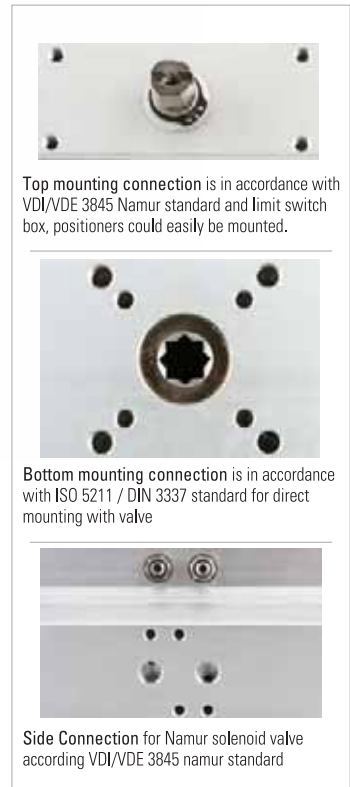 Top mounting connection is in accordance with
VDI/VDE 3845 Namur standard and limit switch
box, positioners could easily be mounted.
Bottom mounting connection is in accordance
with ISO 5211 / DIN 3337 standard for direct
mounting with valve
Side Connection for Namur solenoid valve
according VDI/VDE 3845 namur standard